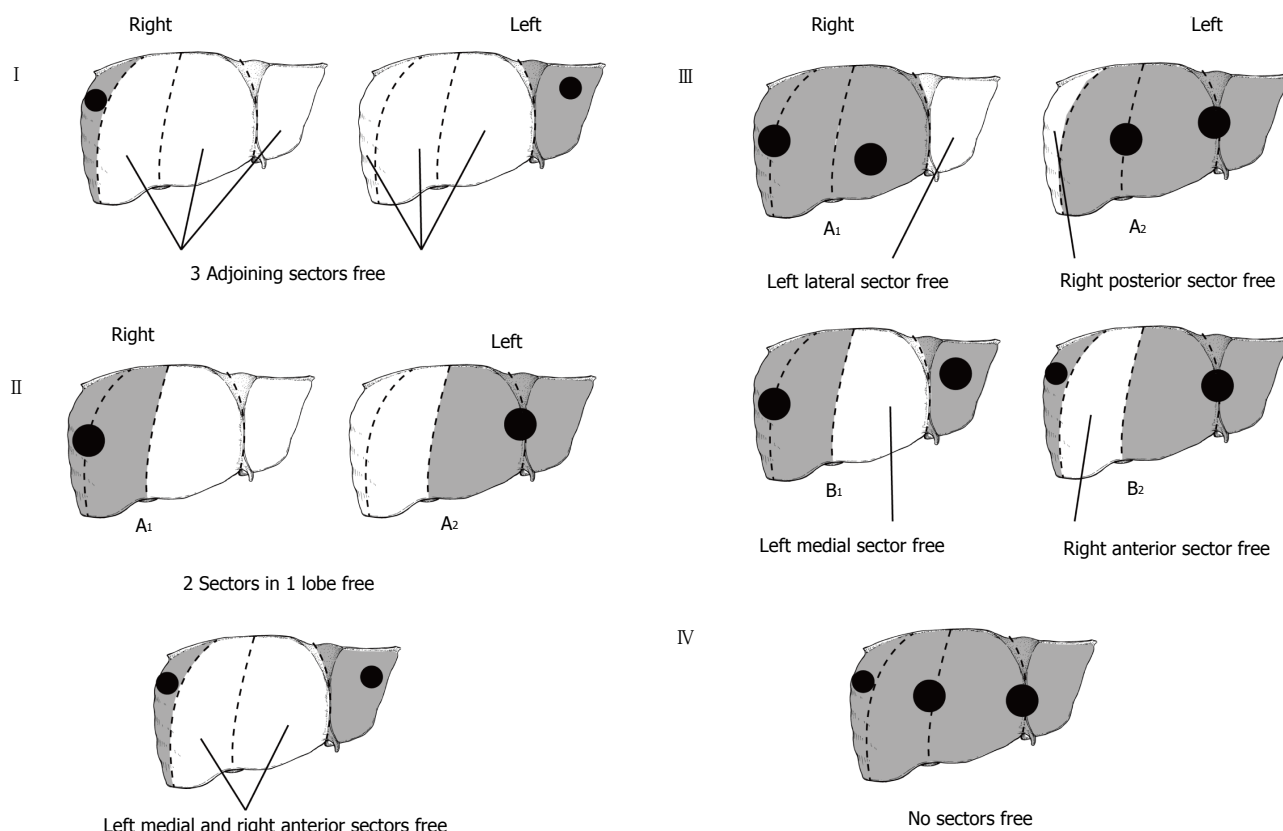 Right
Left
Ⅰ
3 Adjoining sectors free
Right
Left
Ⅱ
A1
A2
2 Sectors in 1 lobe free
Left medial and right anterior sectors free
Right
Left
Ⅲ
A1
A2
Left lateral sector free
Right posterior sector free
B1
B2
Left medial sector free
Right anterior sector free
Ⅳ
No sectors free